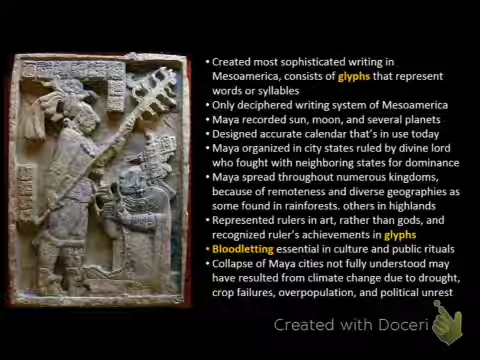 • Created most sophisticated writing in
Mesoamerica, consists of glyphs that represent
words or syllables
• Only deciphered writing system of Mesoamerica
• Maya recorded sun, moon, and several planets
• Designed accurate calendar that's in use today
• Maya organized in city states ruled by divine lord
who fought with neighboring states for dominance
• Maya spread throughout numerous kingdoms,
because of remoteness and diverse geographies as
some found in rainforests. others in highlands
• Represented rulers in art, rather than gods, and
recognized ruler's achievements in glyphs
• Bloodletting essential in culture and public rituals
• Collapse of Maya cities not fully understood may
have resulted from climate change due to drought,
crop failures, overpopulation, and political unrest
Created with Doceri